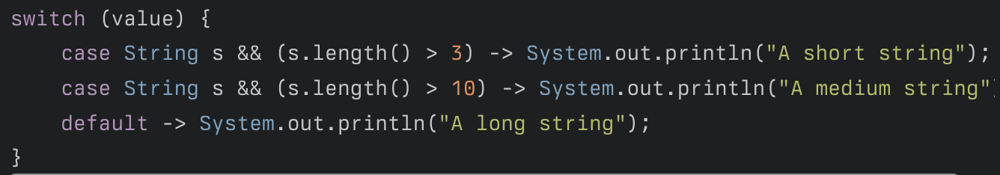 switch (value) {
    case String s && (s.length() > 3) -> System.out.println("A short string");
    case String s && (s.length() > 10) -> System.out.println("A medium string")
    default -> System.out.println("A long string");
}